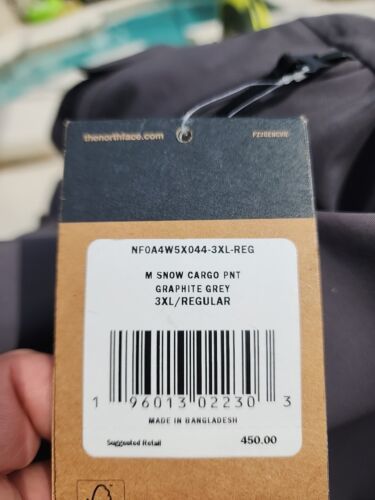 thenorthface.com
NF0A4W5X044-3XL-REG
M SNOW CARGO PNT
GRAPHITE GREY
3XL/REGULAR
1 96013 02230 3
MADE IN BANGLADESH
Suggested Retail 450.00